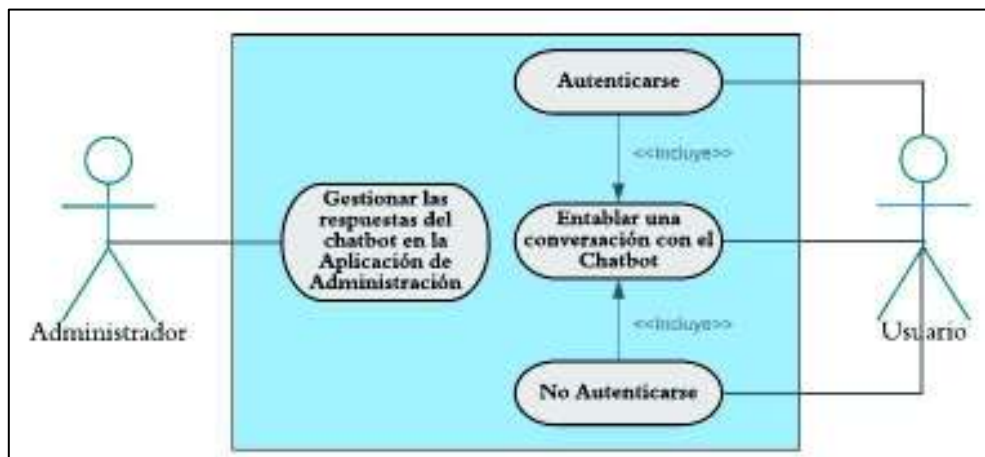 Autenticarse
<<Incluye>>
Gestionar las
respuestas del
chatbot en la
Aplicación de
Administración
Entablar una
conversación con el
Chatbot
<<Incluye>>
Administrador
Usuario
No Autenticarse